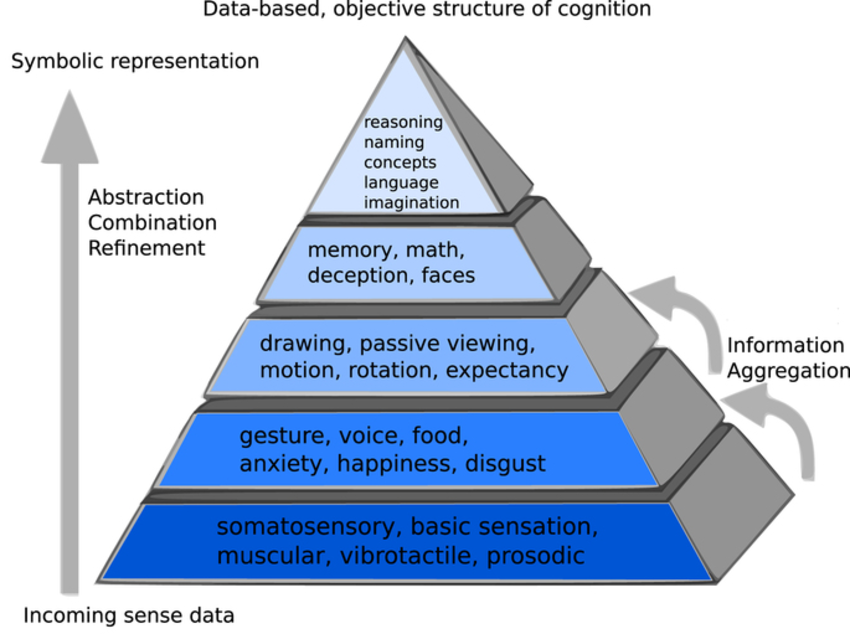 Data-based, objective structure of cognition
Symbolic representation
reasoning
naming
concepts
language
imagination
Abstraction
Combination
Refinement
memory, math,
deception, faces
drawing, passive viewing,
motion, rotation, expectancy
Information
Aggregation
gesture, voice, food,
anxiety, happiness, disgust
somatosensory, basic sensation,
muscular, vibrotactile, prosodic
Incoming sense data